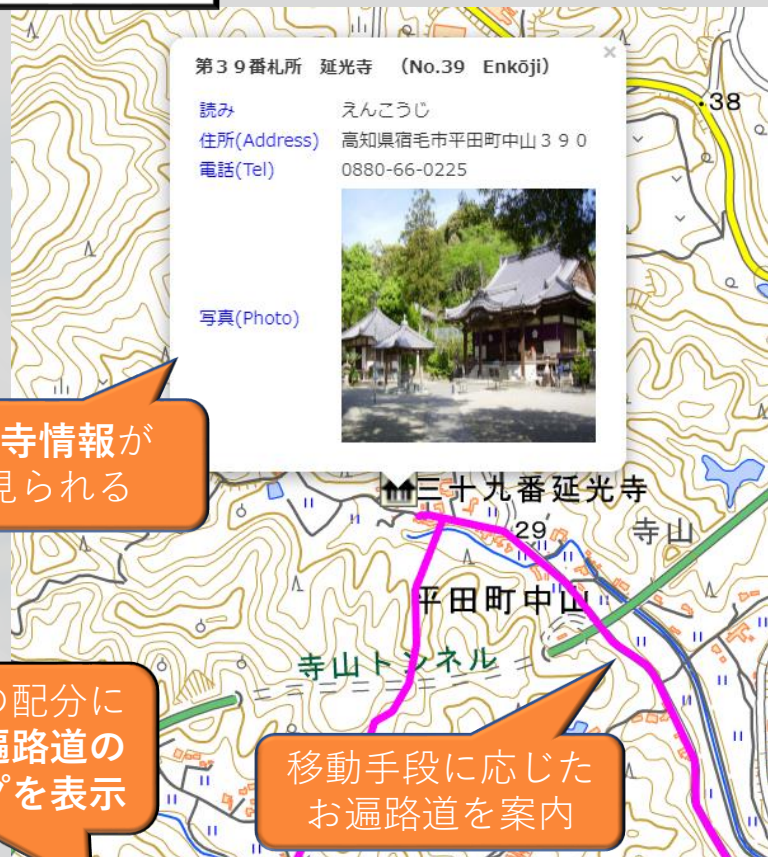 第３９番札所 延光寺 （No.39 Enkōji）
読み えんこうじ
住所(Address) 高知県宿毛市平田町中山３９０
電話(Tel) 0880-66-0225
写真(Photo)
38
寺情報が
見られる
三十九番延光寺
29
寺山
平田町中山
寺山トンネル
の配分に
遍路道の
プを表示
移動手段に応じた
お遍路道を案内